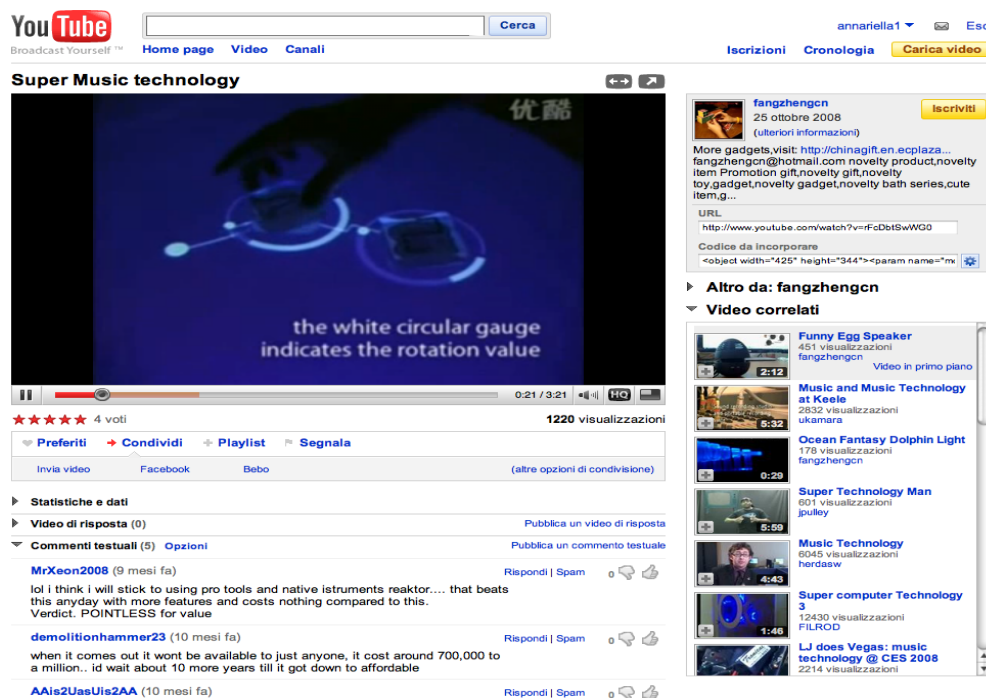 YouTube
Broadcast Yourself ™
Cerca
annariella1
Esc
Home page Video Canali
Iscrizioni Cronologia Carica video
Super Music technology
优酷
the white circular gauge
indicates the rotation value
0:21 / 3:21
HQ
4 voti
1220 visualizzazioni
Preferiti Condividi Playlist Segnala
Invia video Facebook Bebo (altre opzioni di condivisione)
Statistiche e dati
Video di risposta (0) Pubblica un video di risposta
Commenti testuali (5) Opzioni Pubblica un commento testuale
MrXeon2008 (9 mesi fa) Rispondi | Spam 0
lol i think i will stick to using pro tools and native istruments reaktor.... that beats
this anyday with more features and costs nothing compared to this.
Verdict. POINTLESS for value
demolitionhammer23 (10 mesi fa) Rispondi | Spam 0
when it comes out it wont be available to just anyone, it cost around 700,000 to
a million.. id wait about 10 more years till it got down to affordable
AAis2UasUis2AA (10 mesi fa) Rispondi | Spam 0
fangzhengcn
25 ottobre 2008
(ulteriori informazioni)
Iscriviti
More gadgets,visit: http://chinagift.en.ecplaza...
fangzhengcn@hotmail.com novelty product,novelty
item Promotion gift,novelty gift,novelty
toy,gadget,novelty gadget,novelty bath series,cute
item,g...
URL
http://www.youtube.com/watch?v=rFcDbtSwWG0
Codice da incorporare
<object width="425" height="344"><param name="mo
Altro da: fangzhengcn
Video correlati
Funny Egg Speaker
451 visualizzazioni
fangzhengcn
Video in primo piano
2:12
Music and Music Technology
at Keele
2832 visualizzazioni
ukamara
5:32
Ocean Fantasy Dolphin Light
178 visualizzazioni
fangzhengcn
0:29
Super Technology Man
601 visualizzazioni
jpulley
5:59
Music Technology
6045 visualizzazioni
herdasw
4:43
Super computer Technology
3
12430 visualizzazioni
FILROD
1:46
LJ does Vegas: music
technology @ CES 2008
2214 visualizzazioni